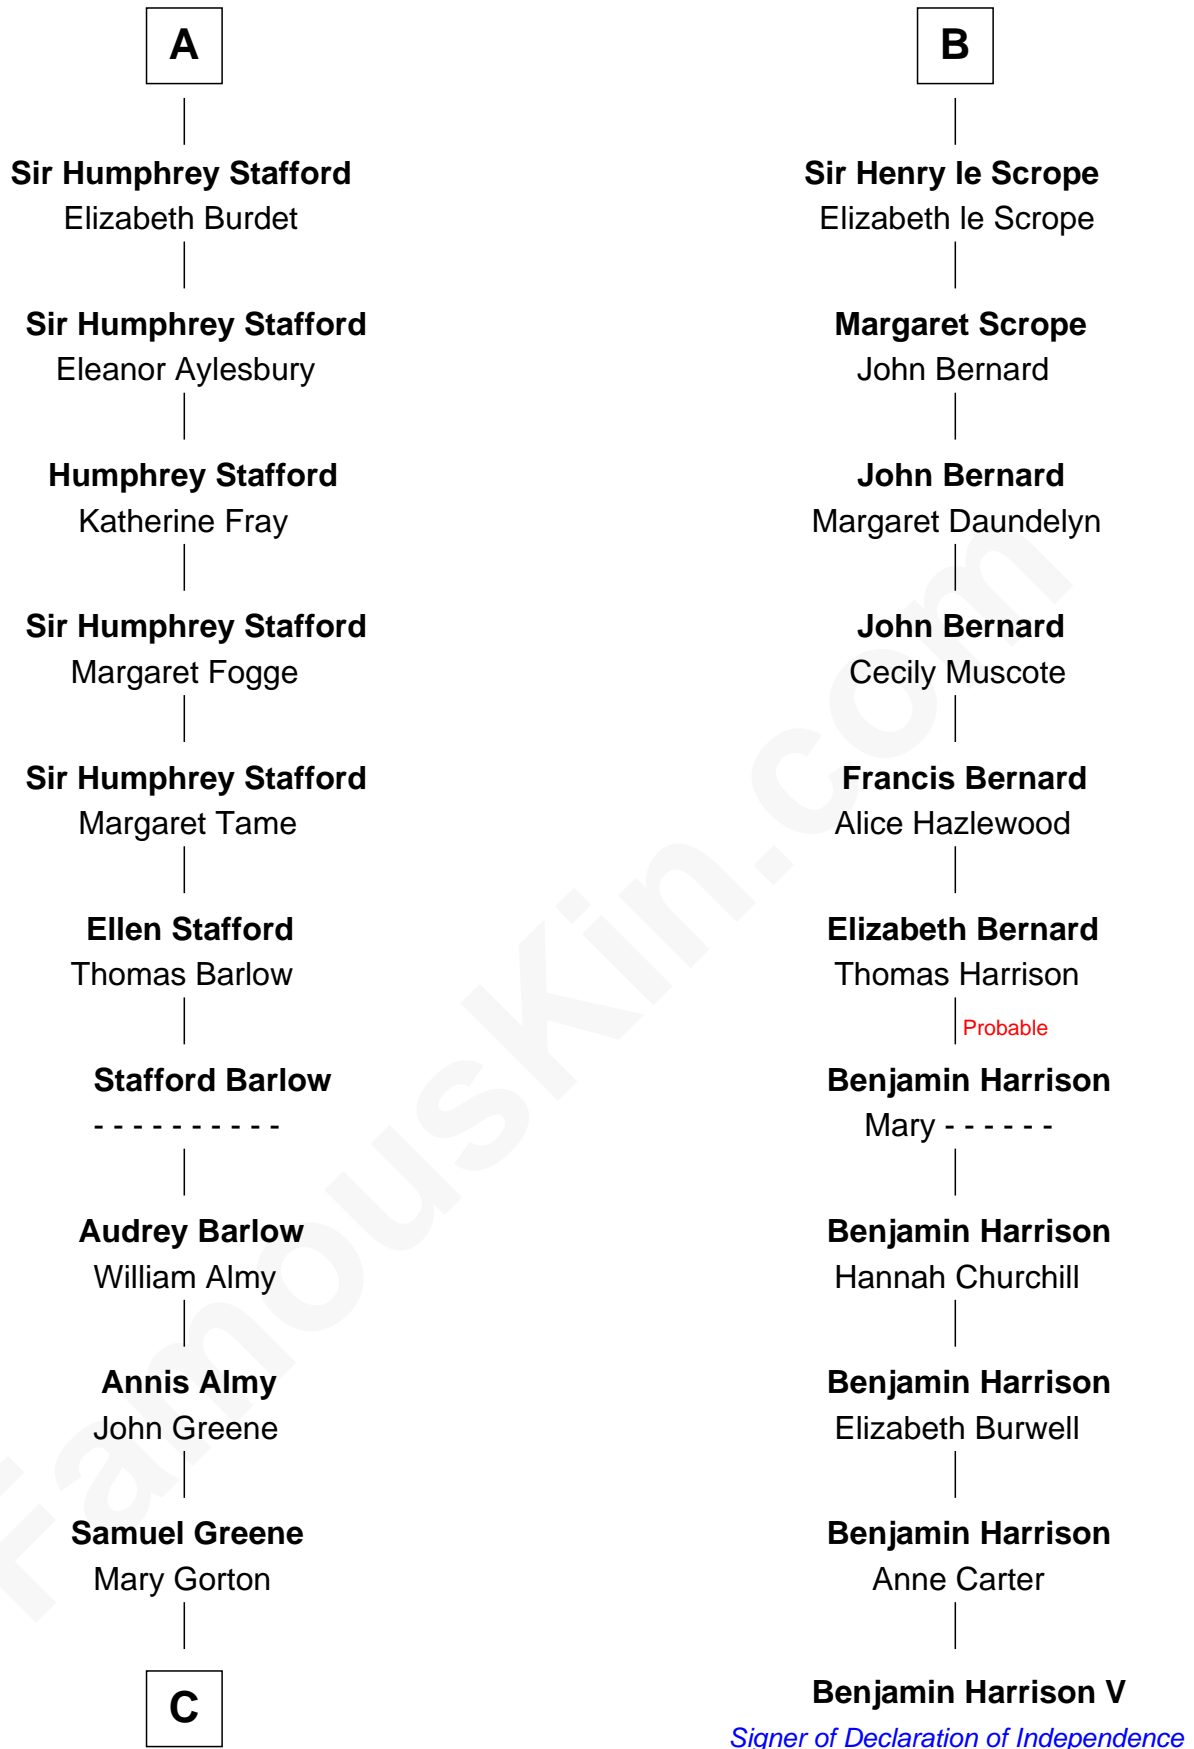 A
Sir Humphrey Stafford
Elizabeth Burdet
Sir Humphrey Stafford
Eleanor Aylesbury
Humphrey Stafford
Katherine Fray
Sir Humphrey Stafford
Margaret Fogge
Sir Humphrey Stafford
Margaret Tame
Ellen Stafford
Thomas Barlow
Stafford Barlow
- - - - - - - - - -
Audrey Barlow
William Almy
Annis Almy
John Greene
Samuel Greene
Mary Gorton
C
B
Sir Henry le Scrope
Elizabeth le Scrope
Margaret Scrope
John Bernard
John Bernard
Margaret Daundelyn
John Bernard
Cecily Muscote
Francis Bernard
Alice Hazlewood
Elizabeth Bernard
Thomas Harrison
Probable
Benjamin Harrison
Mary - - - - - -
Benjamin Harrison
Hannah Churchill
Benjamin Harrison
Elizabeth Burwell
Benjamin Harrison
Anne Carter
Benjamin Harrison V
Signer of Declaration of Independence
FamousKin.com